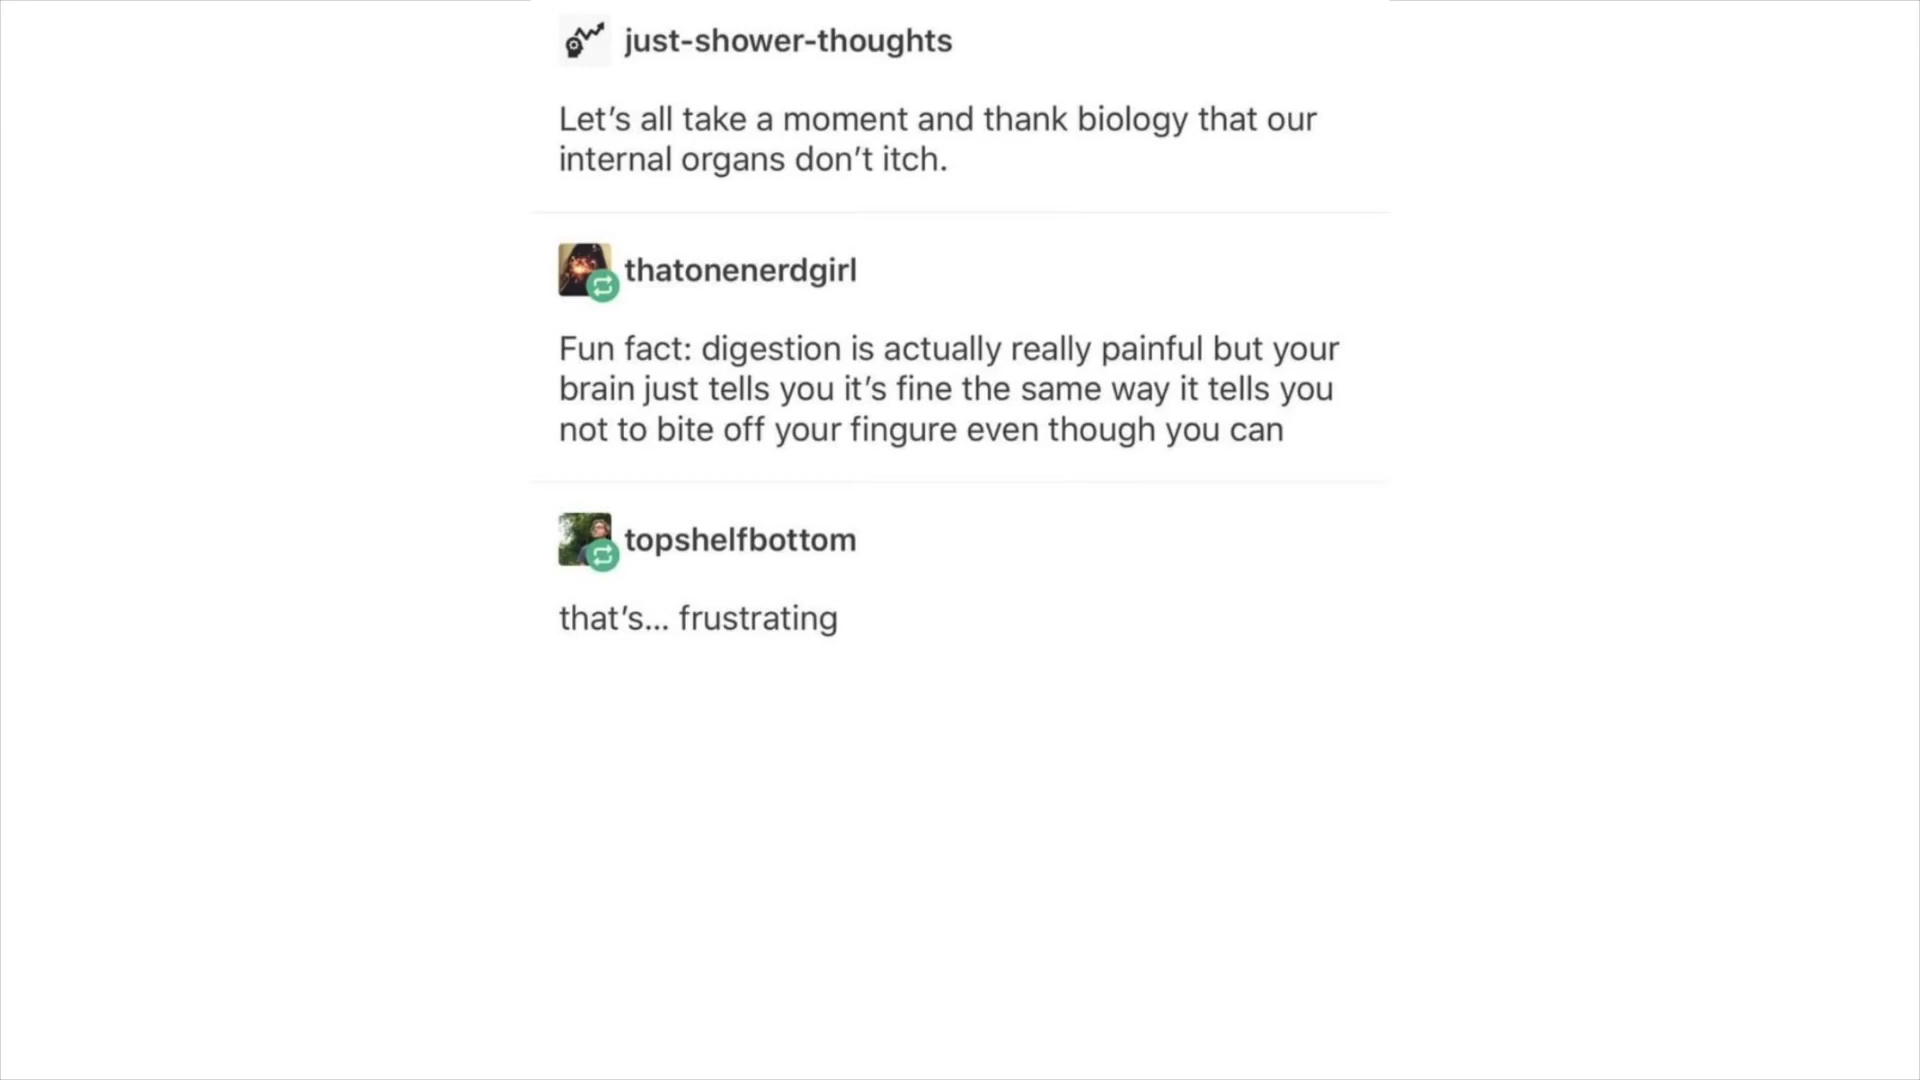 just-shower-thoughts
Let's all take a moment and thank biology that our
internal organs don't itch.
thatonenerdgirl
Fun fact: digestion is actually really painful but your
brain just tells you it's fine the same way it tells you
not to bite off your fingure even though you can
topshelfbottom
that's... frustrating